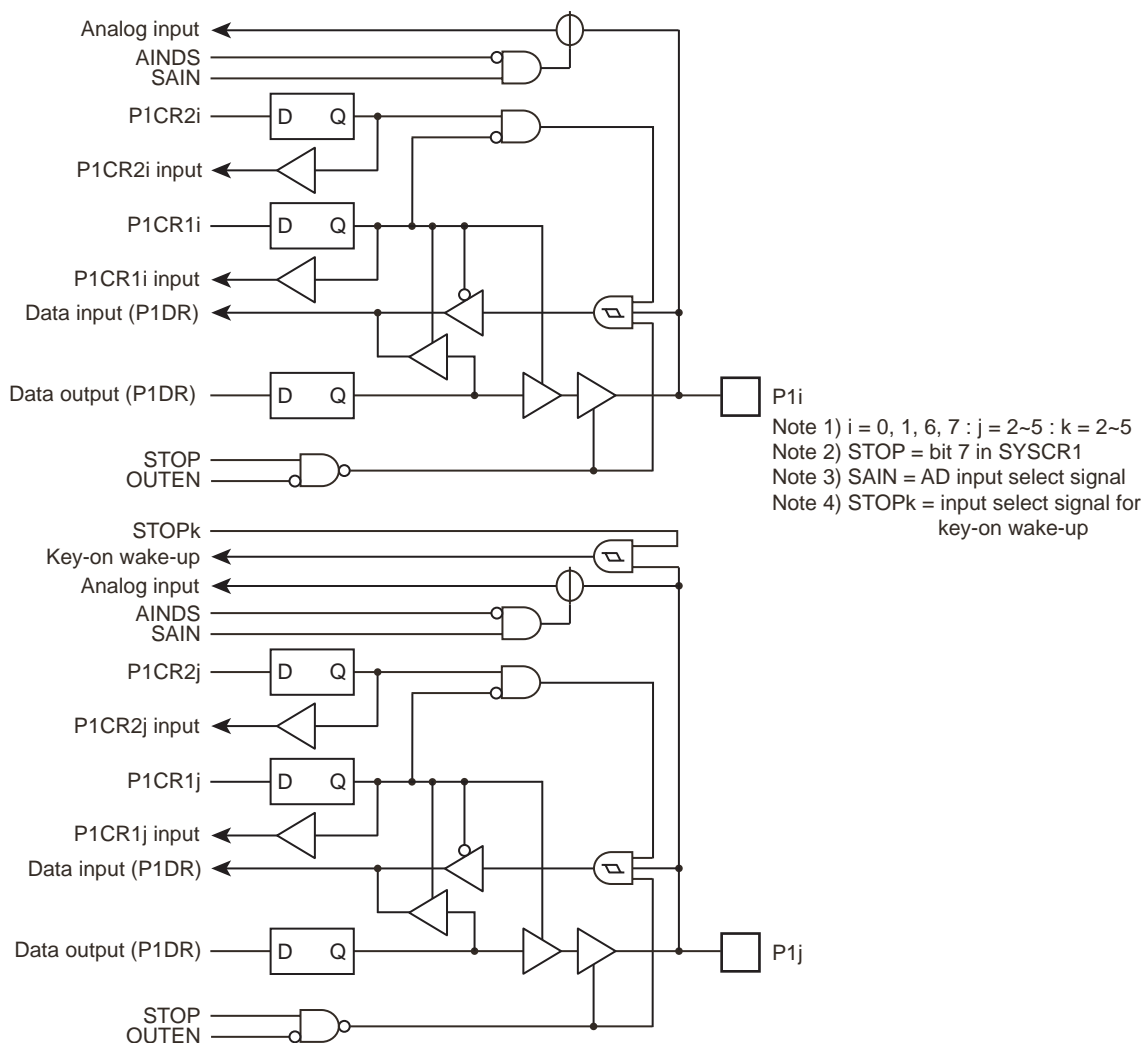 Analog input
AINDS
SAIN
P1CR2i
D Q
P1CR2i input
P1CR1i
D Q
P1CR1i input
Data input (P1DR)
Data output (P1DR)
D Q
P1i
Note 1) i = 0, 1, 6, 7 : j = 2~5 : k = 2~5
Note 2) STOP = bit 7 in SYSCR1
Note 3) SAIN = AD input select signal
Note 4) STOPk = input select signal for
key-on wake-up
STOP
OUTEN
STOPk
Key-on wake-up
Analog input
AINDS
SAIN
P1CR2j
D Q
P1CR2j input
P1CR1j
D Q
P1CR1j input
Data input (P1DR)
Data output (P1DR)
D Q
P1j
STOP
OUTEN